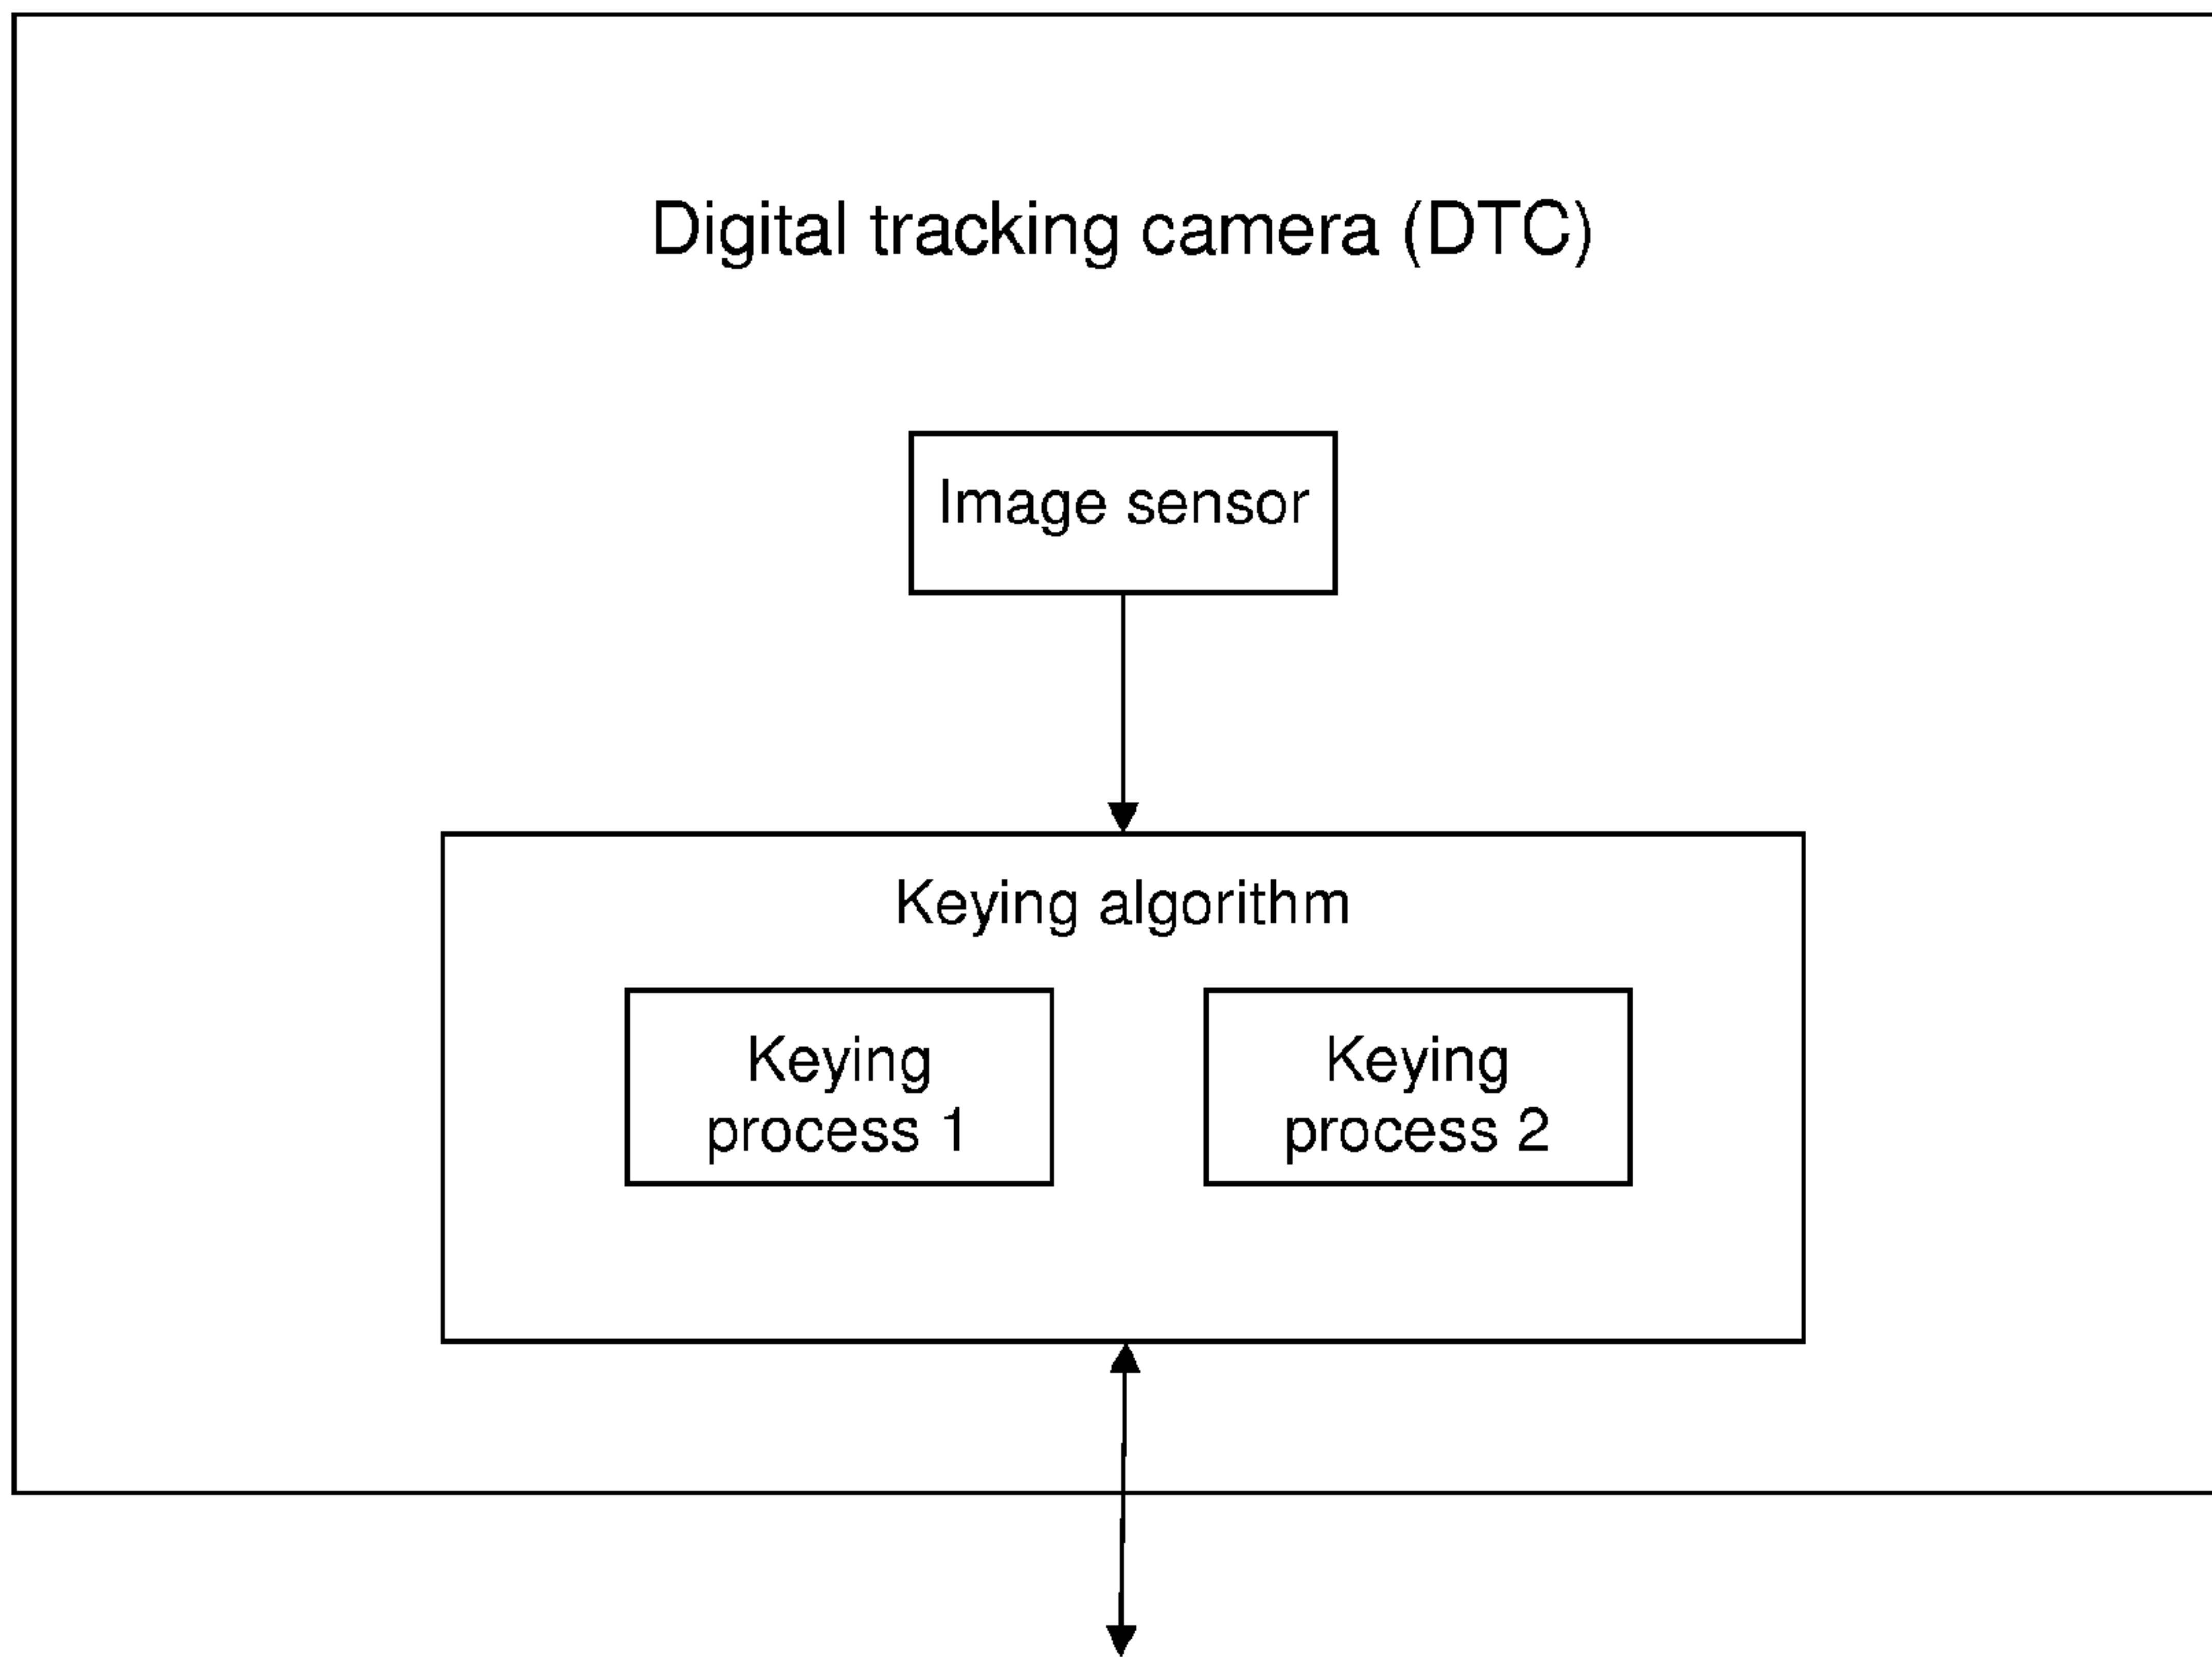 Digital tracking camera (DTC)
Image sensor
Keying algorithm
Keying
process 1
Keying
process 2